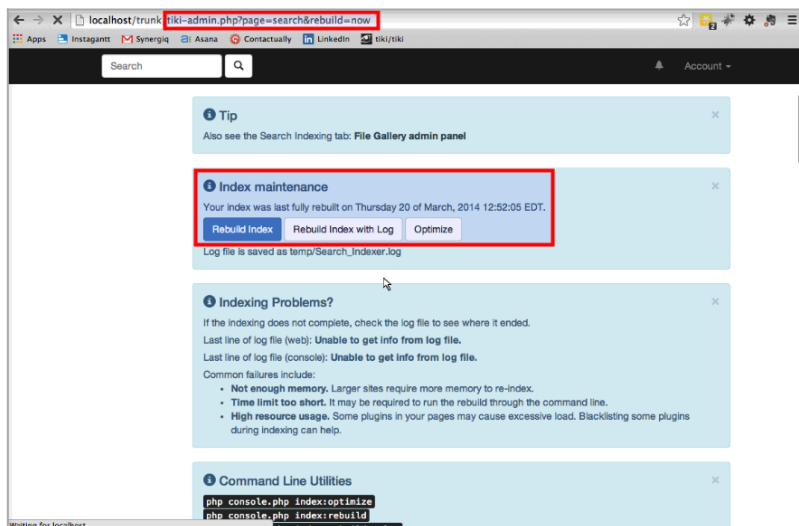 localhost/trunk/tiki-admin.php?page=search&rebuild=now
Apps Instagantt Synergiq Asana Contactually LinkedIn tiki/tiki
Search Account
Tip
Also see the Search Indexing tab: File Gallery admin panel
Index maintenance
Your index was last fully rebuilt on Thursday 20 of March, 2014 12:52:05 EDT.
Rebuild Index Rebuild Index with Log Optimize
Log file is saved as temp/Search_Indexer.log
Indexing Problems?
If the indexing does not complete, check the log file to see where it ended.
Last line of log file (web): Unable to get info from log file.
Last line of log file (console): Unable to get info from log file.
Common failures include:
• Not enough memory. Larger sites require more memory to re-index.
• Time limit too short. It may be required to run the rebuild through the command line.
• High resource usage. Some plugins in your pages may cause excessive load. Blacklisting some plugins
during indexing can help.
Command Line Utilities
php console.php index:optimize
php console.php index:rebuild
Waiting for localhost